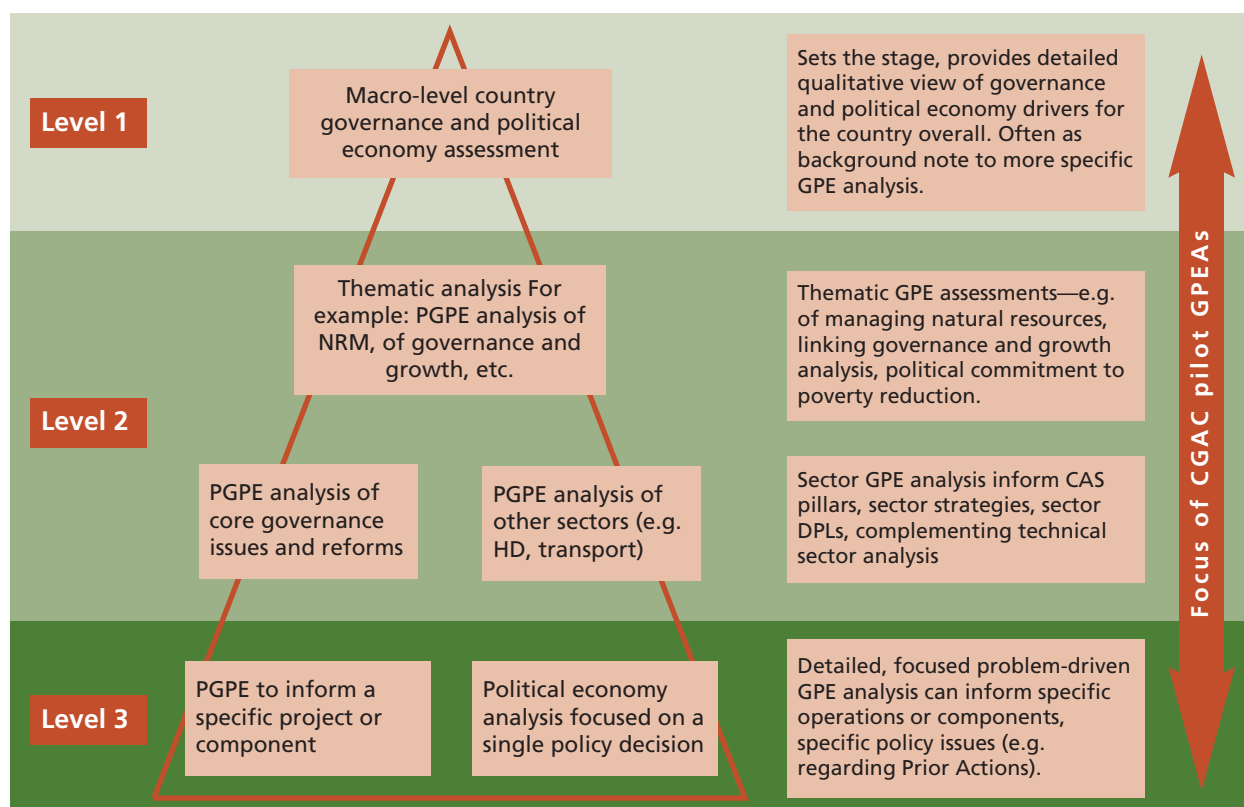 Level 1
Macro-level country
governance and political
economy assessment
Sets the stage, provides detailed
qualitative view of governance
and political economy drivers for
the country overall. Often as
background note to more specific
GPE analysis.
Level 2
Thematic analysis For
example: PGPE analysis of
NRM, of governance and
growth, etc.
Thematic GPE assessments—e.g.
of managing natural resources,
linking governance and growth
analysis, political commitment to
poverty reduction.
PGPE analysis of
core governance
issues and reforms
PGPE analysis of
other sectors (e.g.
HD, transport)
Sector GPE analysis inform CAS
pillars, sector strategies, sector
DPLs, complementing technical
sector analysis
Level 3
PGPE to inform a
specific project or
component
Political economy
analysis focused on a
single policy decision
Detailed, focused problem-driven
GPE analysis can inform specific
operations or components,
specific policy issues (e.g.
regarding Prior Actions).
Focus of CGAC pilot GPEAs